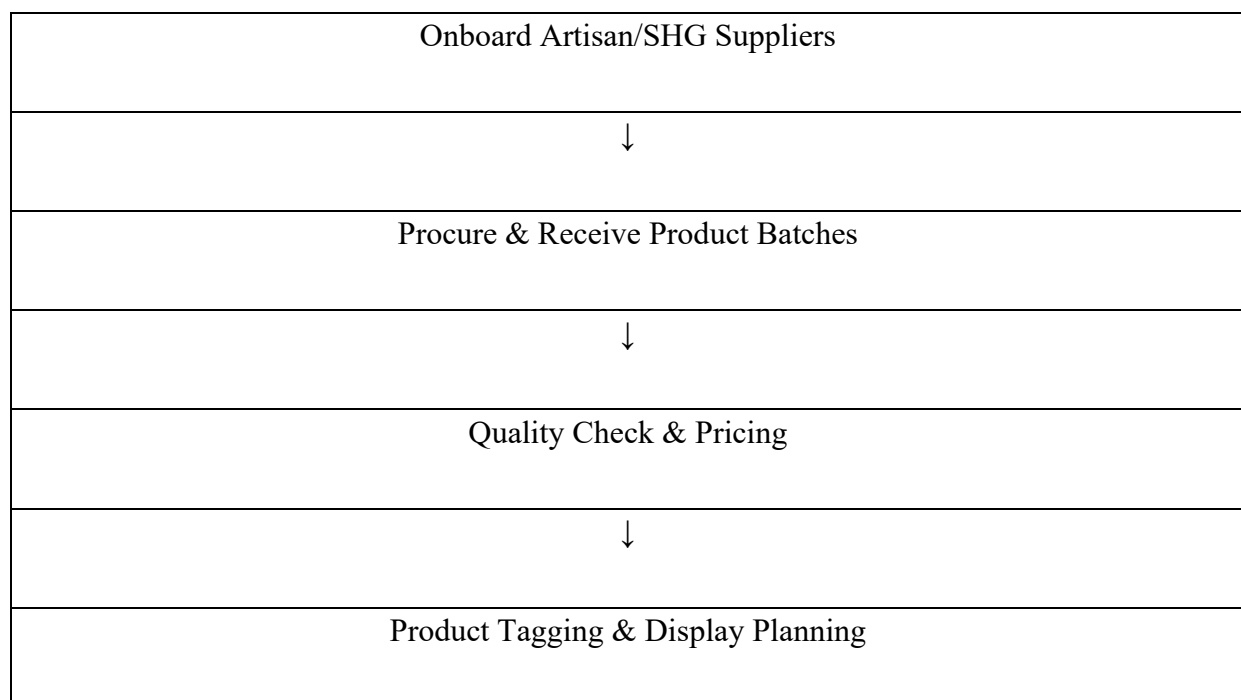 Onboard Artisan/SHG Suppliers
↓
Procure & Receive Product Batches
↓
Quality Check & Pricing
↓
Product Tagging & Display Planning